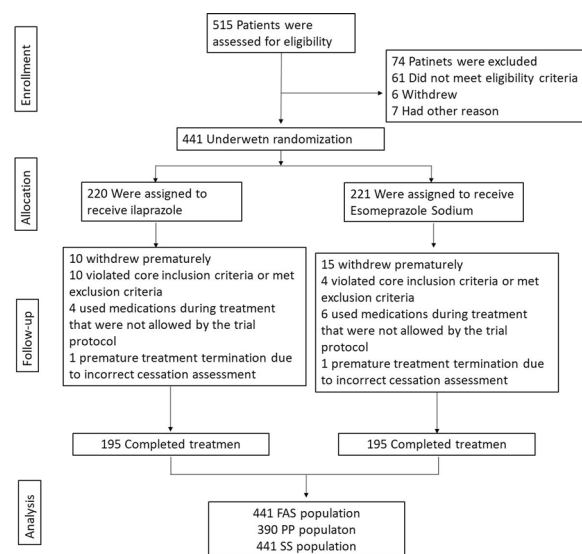 Enrollment
515 Patients were
assessed for eligibility
74 Patinets were excluded
61 Did not meet eligibility criteria
6 Withdrew
7 Had other reason
441 Underwetn randomization
Allocation
220 Were assigned to
receive ilaprazole
221 Were assigned to receive
Esomeprazole Sodium
Follow-up
10 withdrew prematurely
10 violated core inclusion criteria or met
exclusion criteria
4 used medications during treatment
that were not allowed by the trial
protocol
1 premature treatment termination due
to incorrect cessation assessment
15 withdrew prematurely
4 violated core inclusion criteria or met
exclusion criteria
6 used medications during treatment
that were not allowed by the trial
protocol
1 premature treatment termination due
to incorrect cessation assessment
195 Completed treatmen
195 Completed treatmen
Analysis
441 FAS population
390 PP populaton
441 SS population